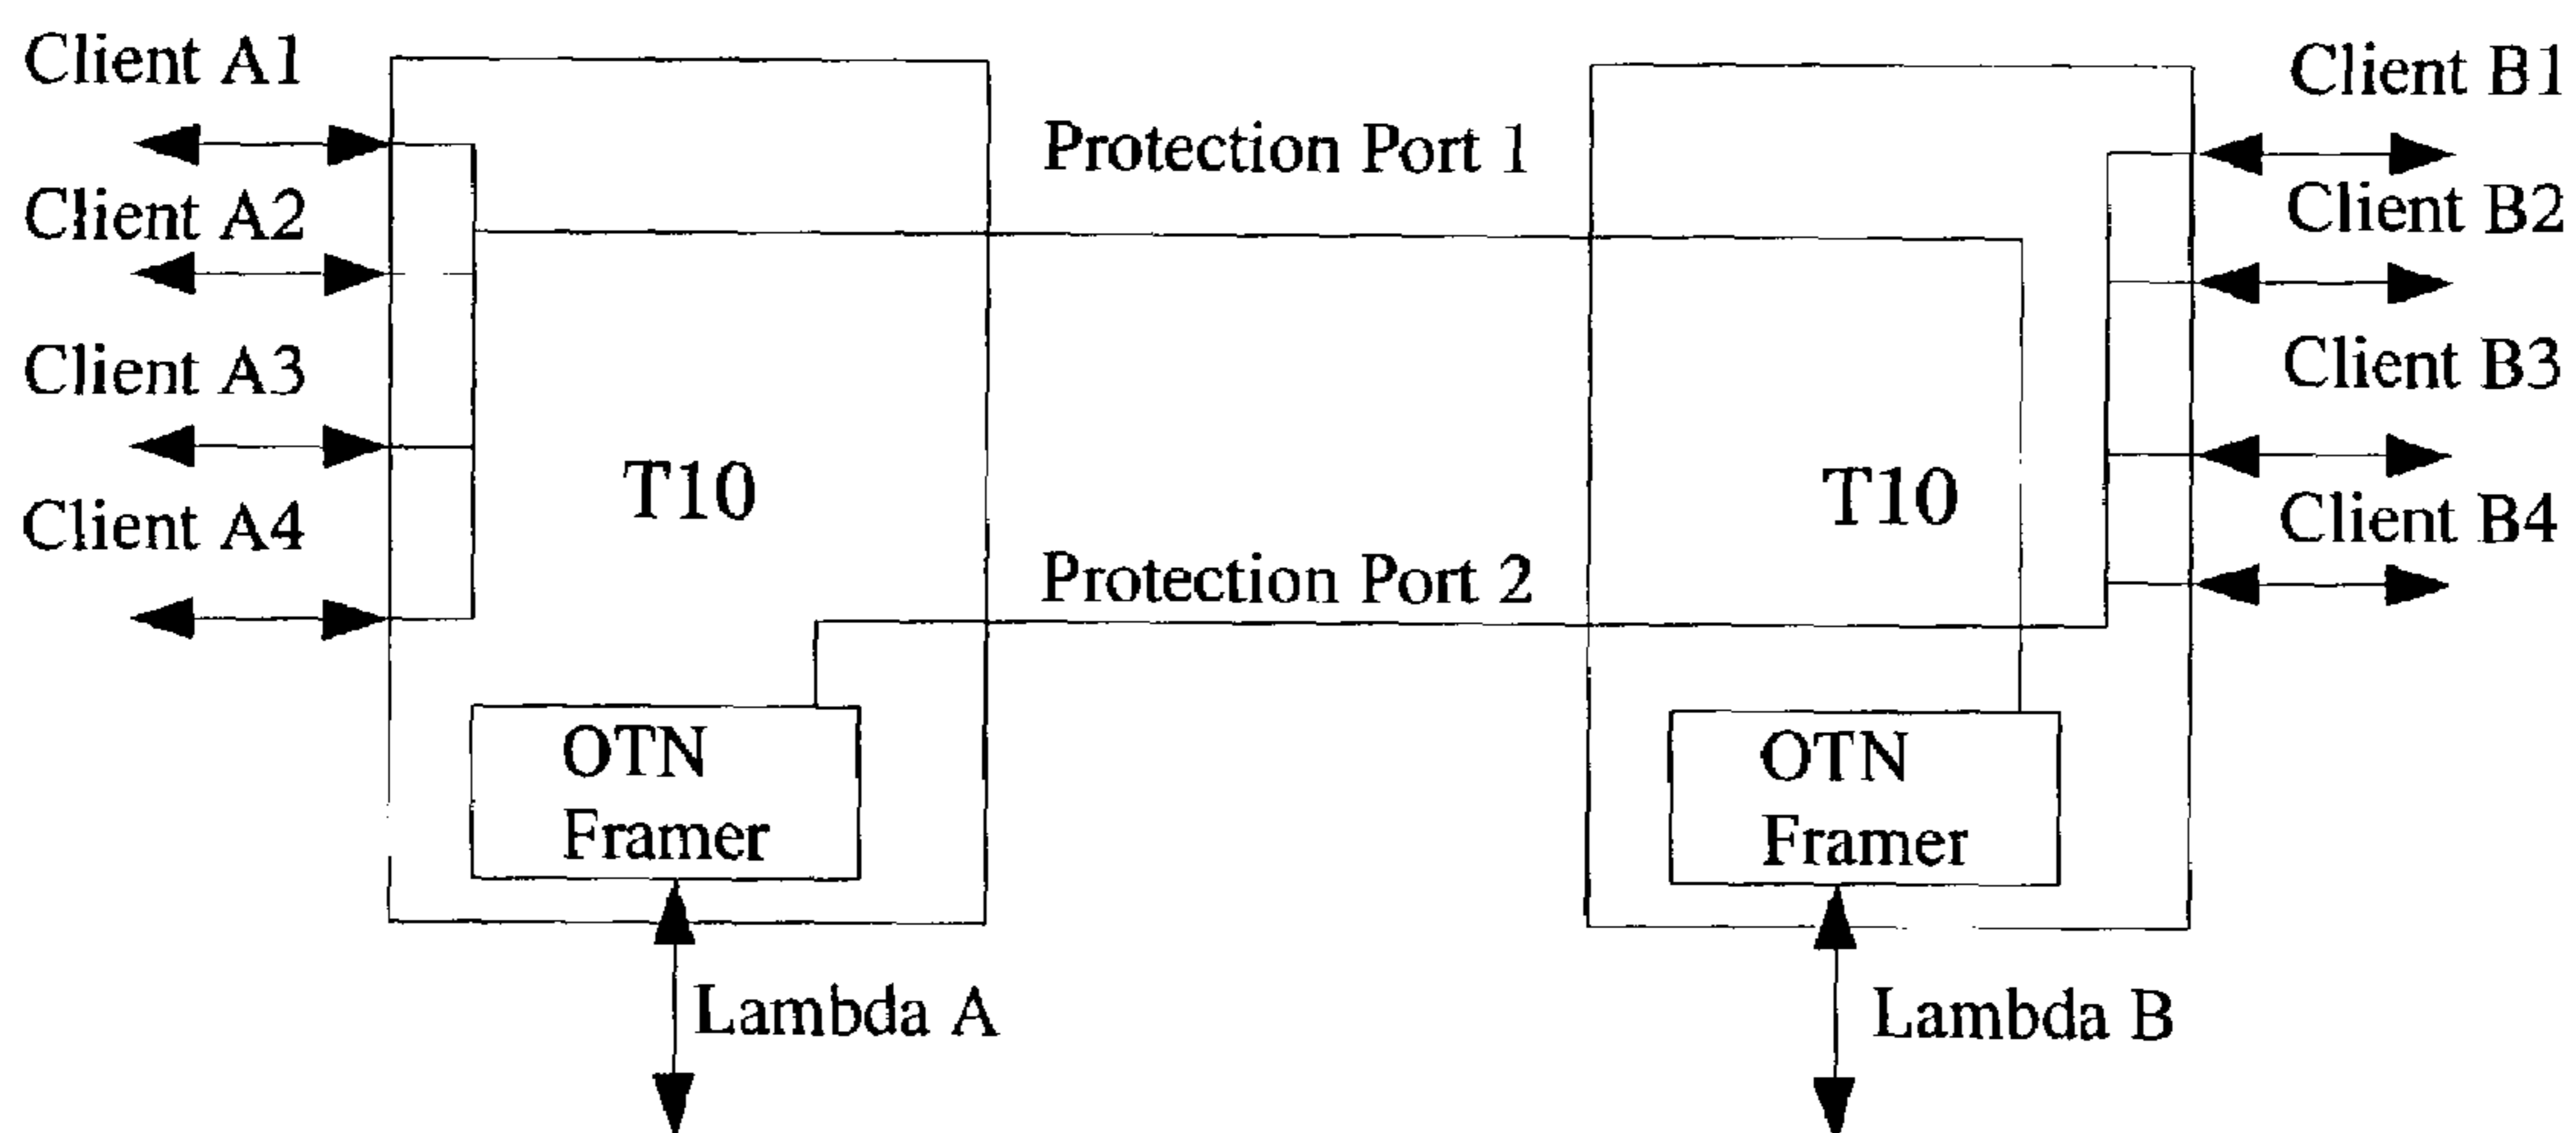 Client A1
Client A2
Client A3
Client A4
T10
OTN
Framer
Lambda A
Protection Port 1
Protection Port 2
T10
OTN
Framer
Lambda B
Client B1
Client B2
Client B3
Client B4